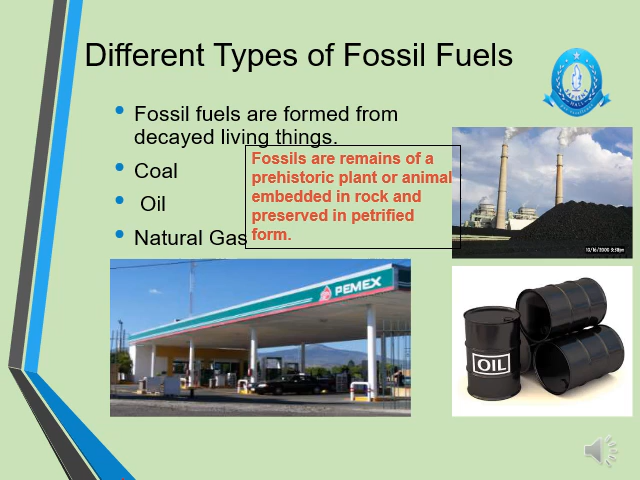 Different Types of Fossil Fuels
Fossil fuels are formed from
decayed living things.
Coal
Oil
Natural Gas
Fossils are remains of a
prehistoric plant or animal
embedded in rock and
preserved in petrified
form.
PEMEX
OIL